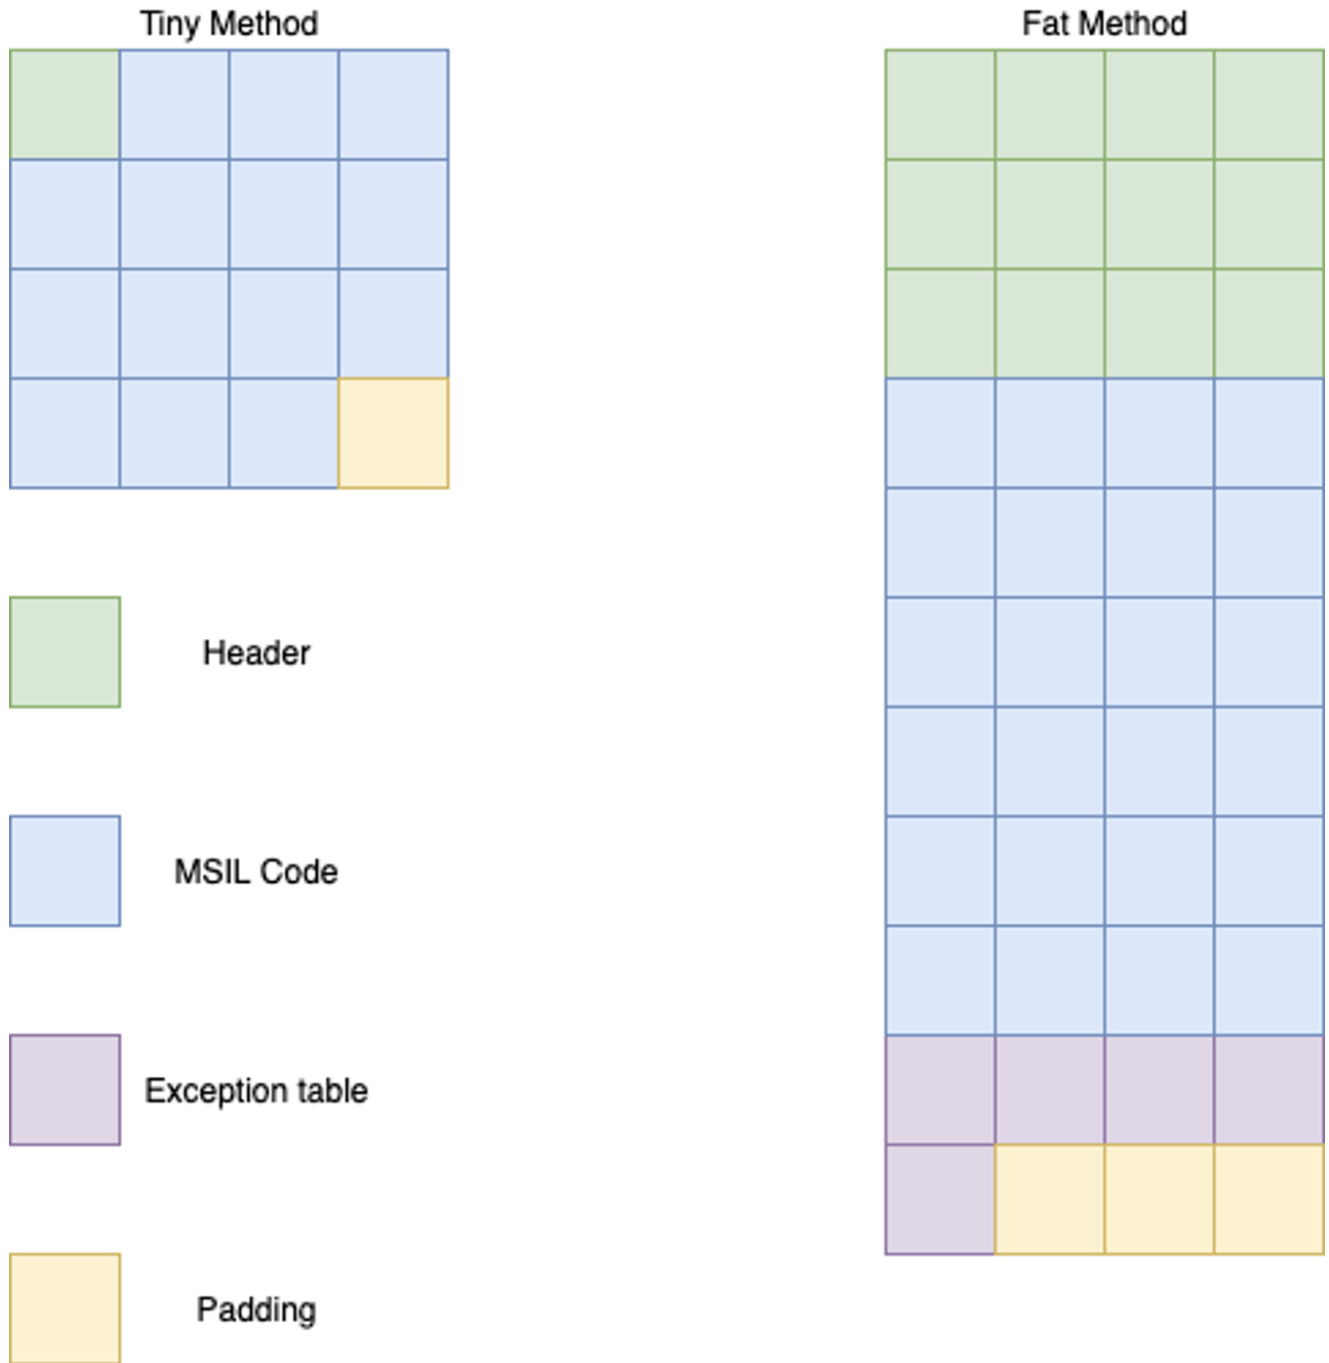 Tiny Method
Fat Method
Header
MSIL Code
Exception table
Padding